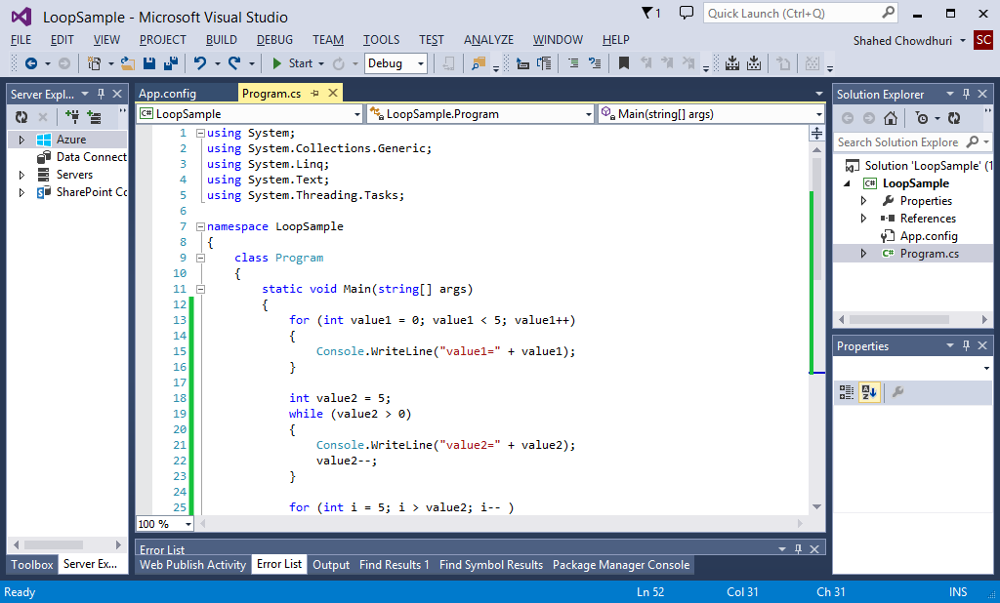 LoopSample - Microsoft Visual Studio
1
Quick Launch (Ctrl+Q)
FILE EDIT VIEW PROJECT BUILD DEBUG TEAM TOOLS TEST ANALYZE WINDOW HELP
Shahed Chowdhuri SC
Start Debug
Server Expl...
Azure
Data Connect
Servers
SharePoint Co
Toolbox Server Ex...
App.config Program.cs
C# LoopSample LoopSample.Program Main(string[] args)
1 using System;
2 using System.Collections.Generic;
3 using System.Linq;
4 using System.Text;
5 using System.Threading.Tasks;
6
7 namespace LoopSample
8 {
9 class Program
10 {
11 static void Main(string[] args)
12 {
13 for (int value1 = 0; value1 < 5; value1++)
14 {
15 Console.WriteLine("value1=" + value1);
16 }
17
18 int value2 = 5;
19 while (value2 > 0)
20 {
21 Console.WriteLine("value2=" + value2);
22 value2--;
23 }
24
25 for (int i = 5; i > value2; i-- )
100 %
Error List
Web Publish Activity Error List Output Find Results 1 Find Symbol Results Package Manager Console
Solution Explorer
Search Solution Explore
Solution 'LoopSample' (1
C# LoopSample
Properties
References
App.config
C# Program.cs
Properties
Ready Ln 52 Col 31 Ch 31 INS